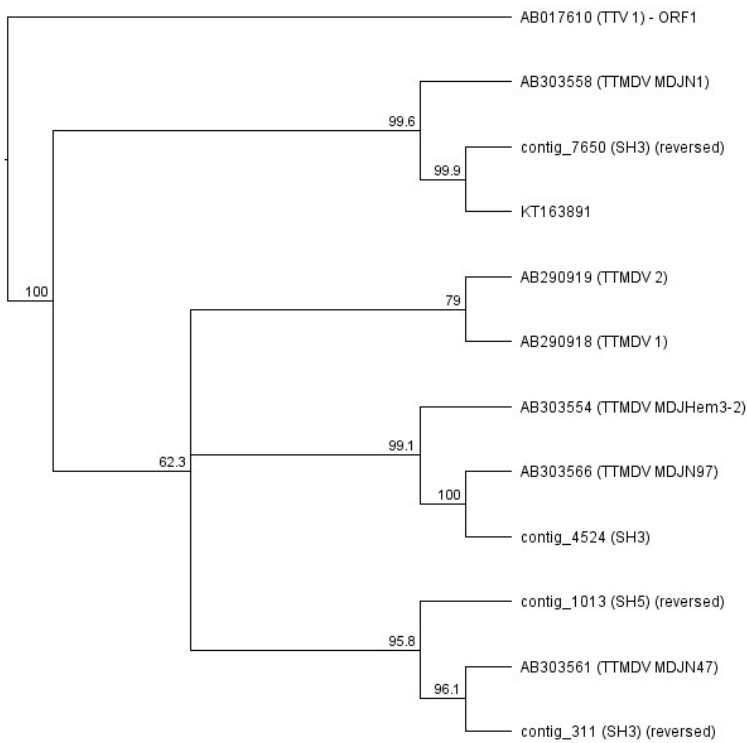 AB017610 (TTV 1) - ORF1
AB303558 (TTMDV MDJN1)
99.6
contig_7650 (SH3) (reversed)
99.9
KT163891
AB290919 (TTMDV 2)
100
79
AB290918 (TTMDV 1)
AB303554 (TTMDV MDJHem3-2)
99.1
62.3
AB303566 (TTMDV MDJN97)
100
contig_4524 (SH3)
contig_1013 (SH5) (reversed)
95.8
AB303561 (TTMDV MDJN47)
96.1
contig_311 (SH3) (reversed)